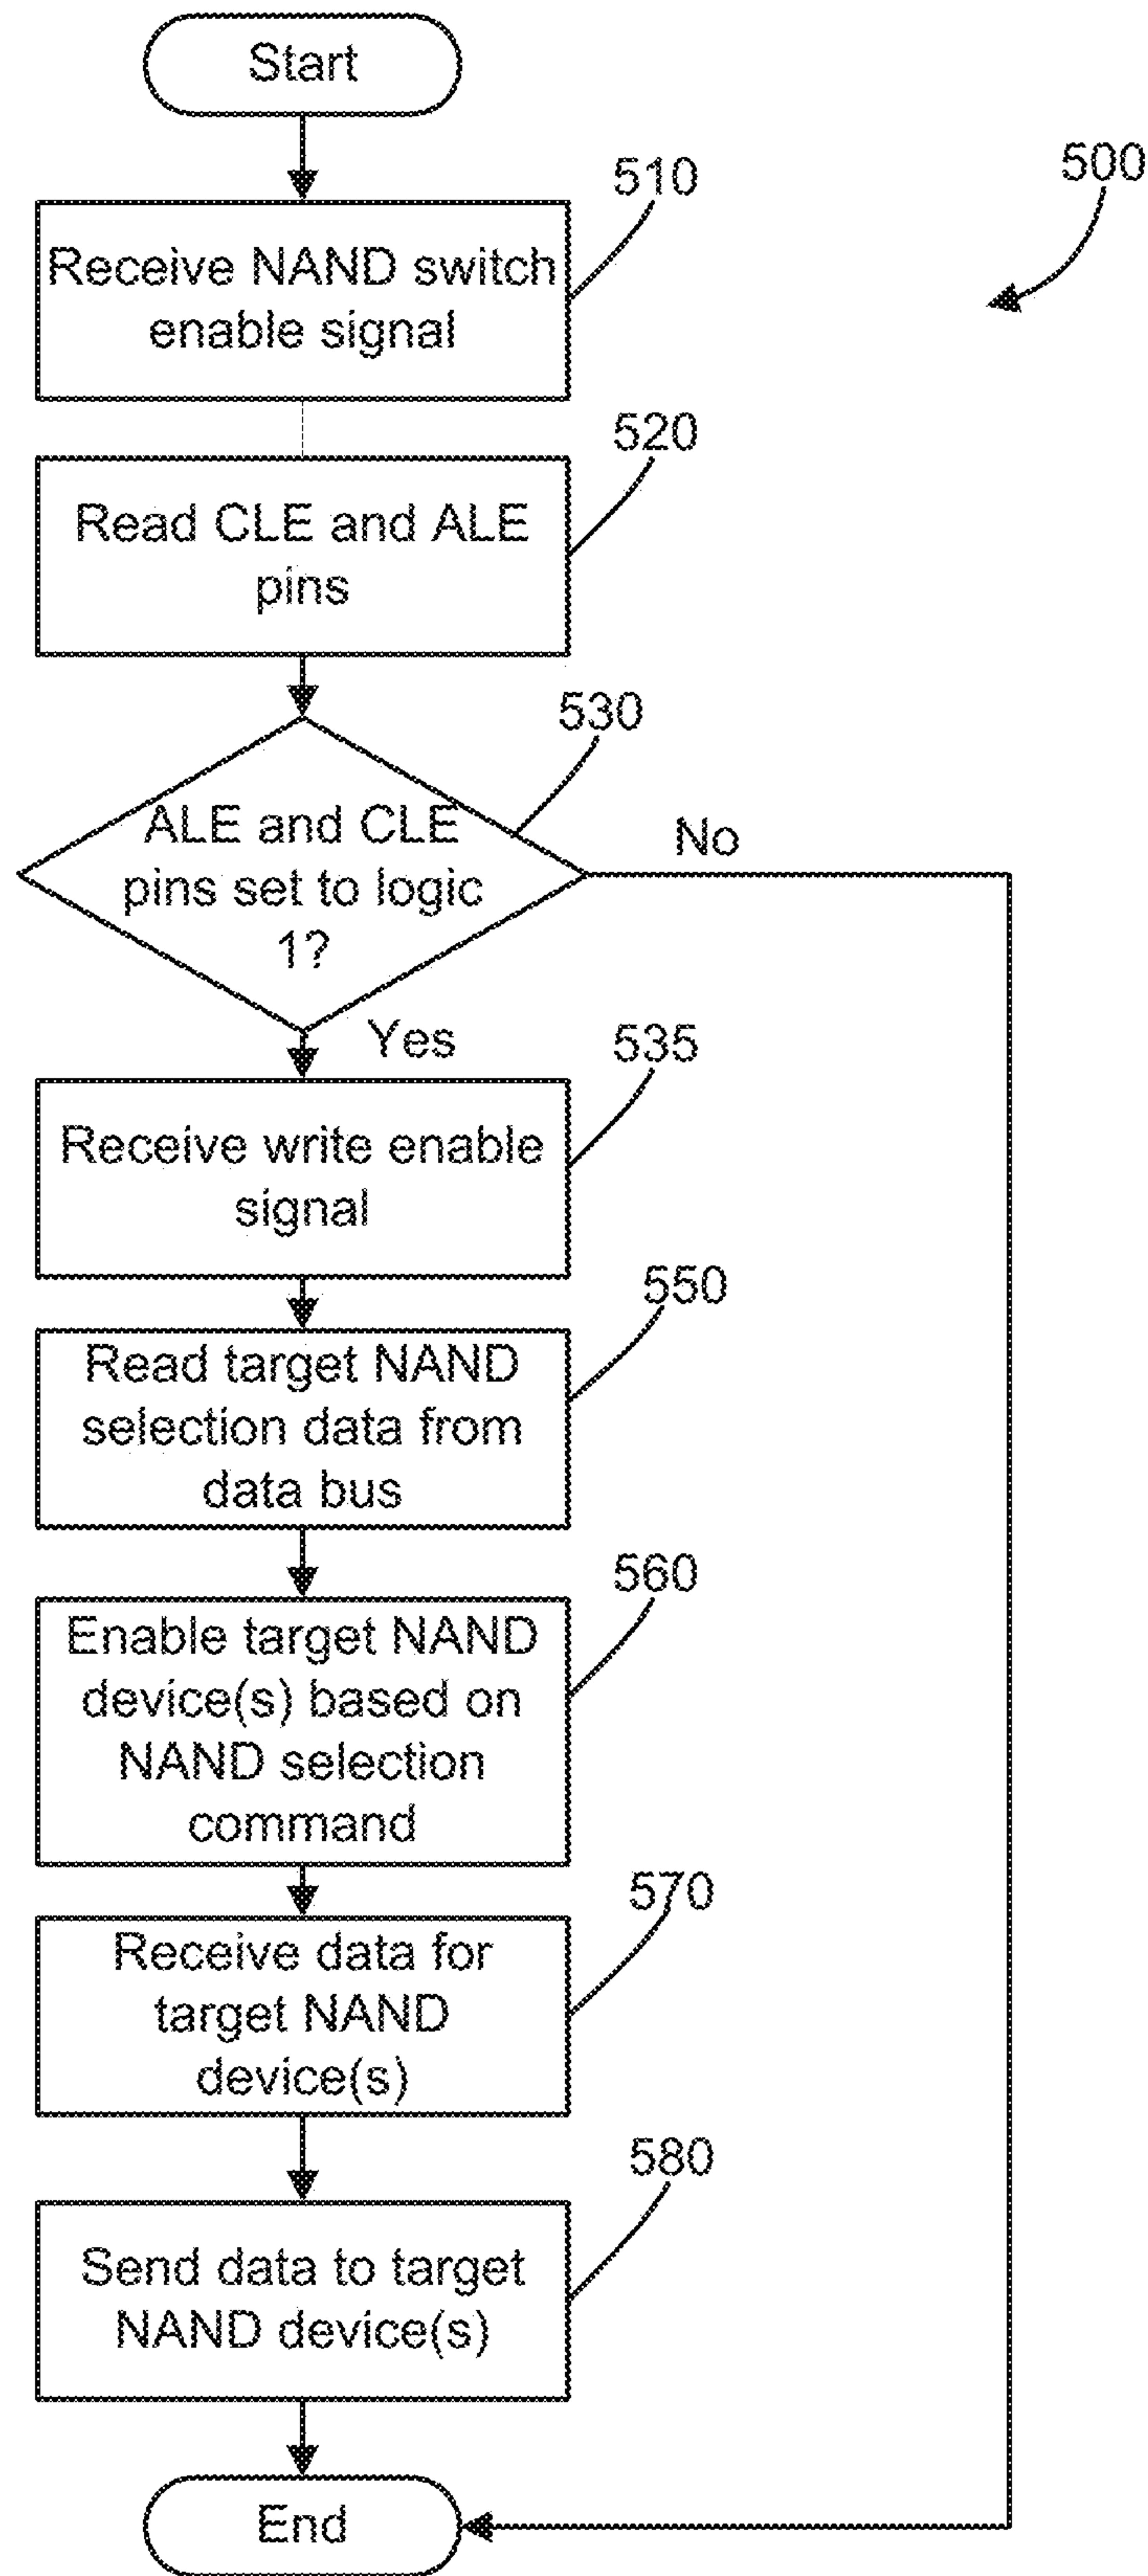 Start
510
500
Receive NAND switch
enable signal
520
Read CLE and ALE
pins
530
ALE and CLE
pins set to logic
1?
No
Yes
535
Receive write enable
signal
550
Read target NAND
selection data from
data bus
560
Enable target NAND
device(s) based on
NAND selection
command
570
Receive data for
target NAND
device(s)
580
Send data to target
NAND device(s)
End